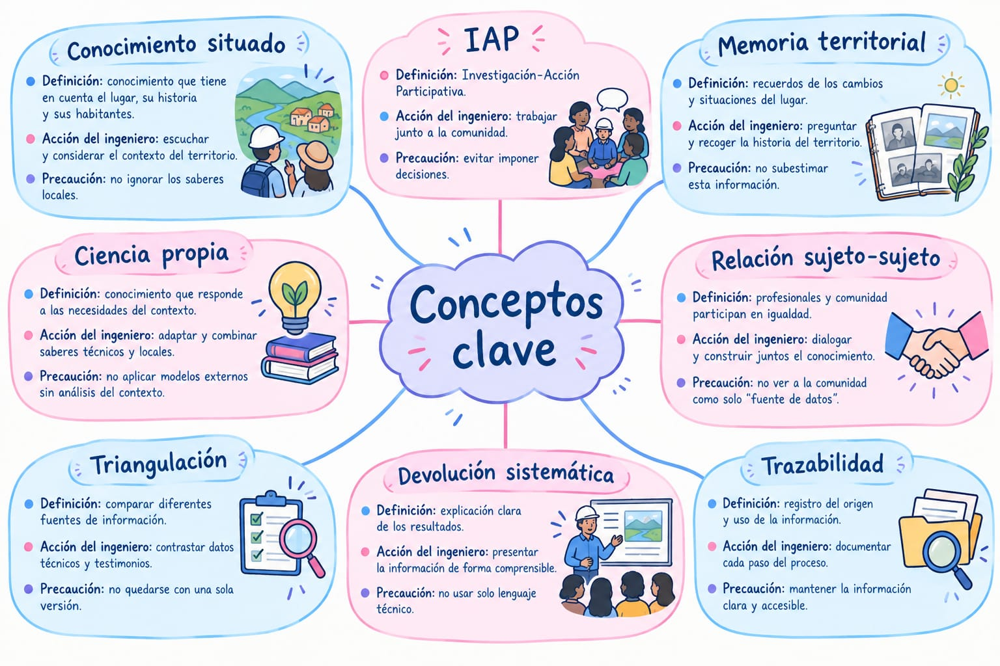 Conocimiento situado
Definición: conocimiento que tiene
en cuenta el lugar, su historia
y sus habitantes.
Acción del ingeniero: escuchar
y considerar el contexto del territorio.
Precaución: no ignorar los saberes
locales.
IAP
Definición: Investigación-Acción
Participativa.
Acción del ingeniero: trabajar
junto a la comunidad.
Precaución: evitar imponer
decisiones.
Memoria territorial
Definición: recuerdos de los cambios
y situaciones del lugar.
Acción del ingeniero: preguntar
y recoger la historia del territorio.
Precaución: no subestimar
esta información.
Ciencia propia
Definición: conocimiento que responde
a las necesidades del contexto.
Acción del ingeniero: adaptar y combinar
saberes técnicos y locales.
Precaución: no aplicar modelos externos
sin análisis del contexto.
Conceptos
clave
Relación sujeto-sujeto
Definición: profesionales y comunidad
participan en igualdad.
Acción del ingeniero: dialogar
y construir juntos el conocimiento.
Precaución: no ver a la comunidad
como solo "fuente de datos".
Triangulación
Definición: comparar diferentes
fuentes de información.
Acción del ingeniero: contrastar datos
técnicos y testimonios.
Precaución: no quedarse con una sola
versión.
Devolución sistemática
Definición: explicación clara
de los resultados.
Acción del ingeniero: presentar
la información de forma comprensible.
Precaución: no usar solo lenguaje
técnico.
Trazabilidad
Definición: registro del origen
y uso de la información.
Acción del ingeniero: documentar
cada paso del proceso.
Precaución: mantener la información
clara y accesible.